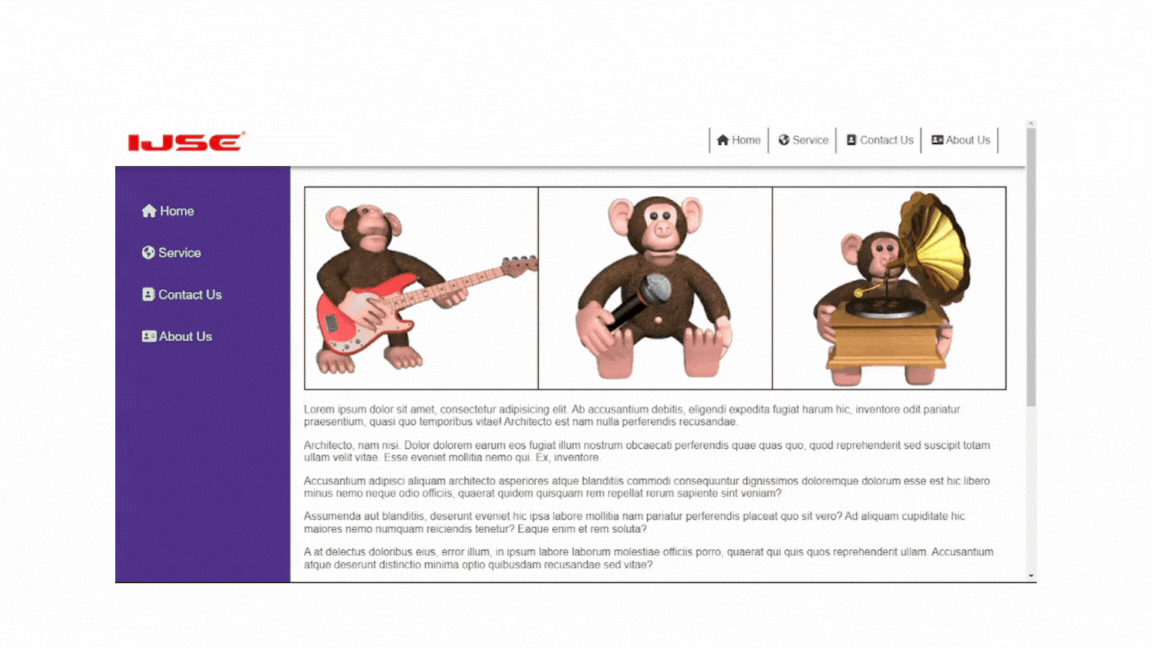 IJSE
Home Service Contact Us About Us
Home
Service
Contact Us
About Us
Lorem ipsum dolor sit amet, consectetur adipisicing elit. Ab accusantium debitis, eligendi expedita fugiat harum hic, inventore odit pariatur
praesentium, quasi quo temporibus vitae! Architecto est nam nulla perferendis recusandae.
Architecto, nam nisi. Dolor dolorem earum eos fugiat illum nostrum obcaecati perferendis quae quas quo, quod reprehenderit sed suscipit totam
ullam velit vitae. Esse eveniet mollitia nemo qui. Ex, inventore.
Accusantium adipisci aliquam architecto asperiores atque blanditiis commodi consequuntur dignissimos doloremque dolorum esse est hic libero
minus nemo neque odio officiis, quaerat quidem quisquam rem repellat rerum sapiente sint veniam?
Assumenda aut blanditiis, deserunt eveniet hic ipsa labore mollitia nam pariatur perferendis placeat quo sit vero? Ad aliquam cupiditate hic
maiores nemo numquam reiciendis tenetur? Eaque enim et rem soluta?
A at delectus doloribus eius, error illum, in ipsum labore laborum molestiae officiis porro, quaerat qui quis quos reprehenderit ullam. Accusantium
atque deserunt distinctio minima optio quibusdam recusandae sed vitae?